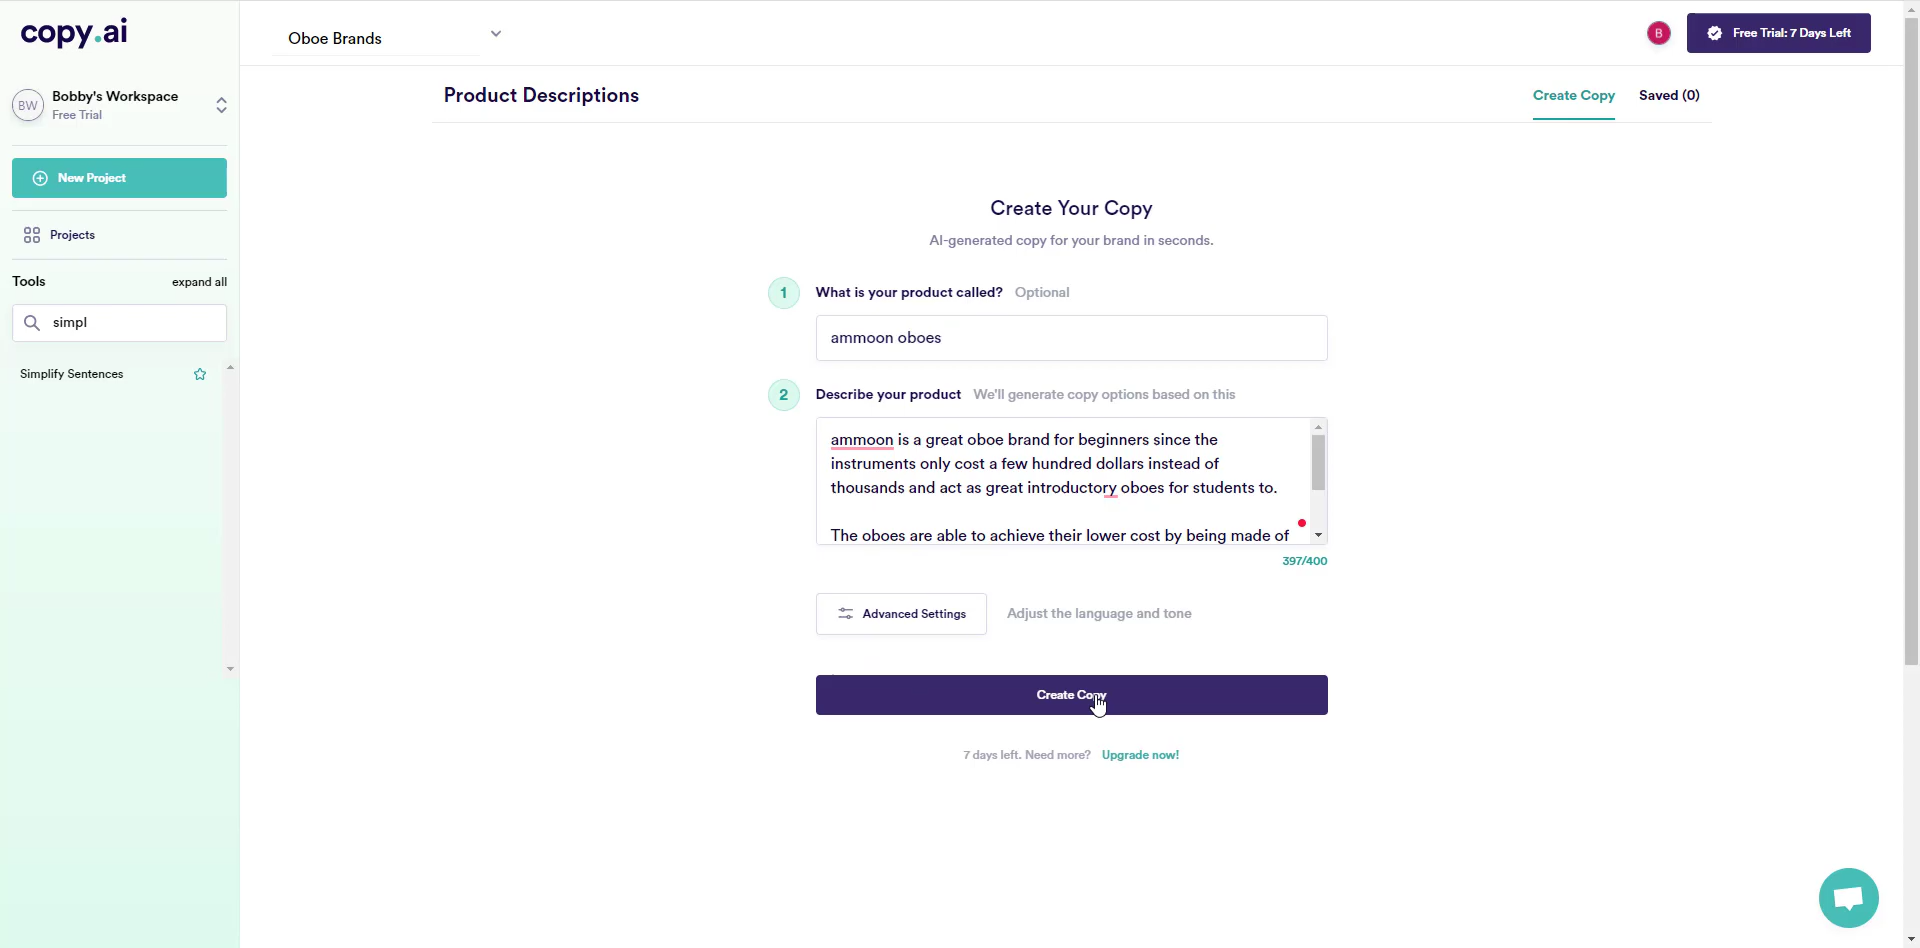 copy.ai
Oboe Brands
B
Free Trial: 7 Days Left
BW
Bobby's Workspace
Free Trial
New Project
Projects
Tools
expand all
simpl
Simplify Sentences
Product Descriptions
Create Copy
Saved (0)
Create Your Copy
AI-generated copy for your brand in seconds.
1
What is your product called? Optional
ammoon oboes
2
Describe your product We'll generate copy options based on this
ammoon is a great oboe brand for beginners since the
instruments only cost a few hundred dollars instead of
thousands and act as great introductory oboes for students to.
The oboes are able to achieve their lower cost by being made of
397/400
Advanced Settings
Adjust the language and tone
Create Copy
7 days left. Need more? Upgrade now!